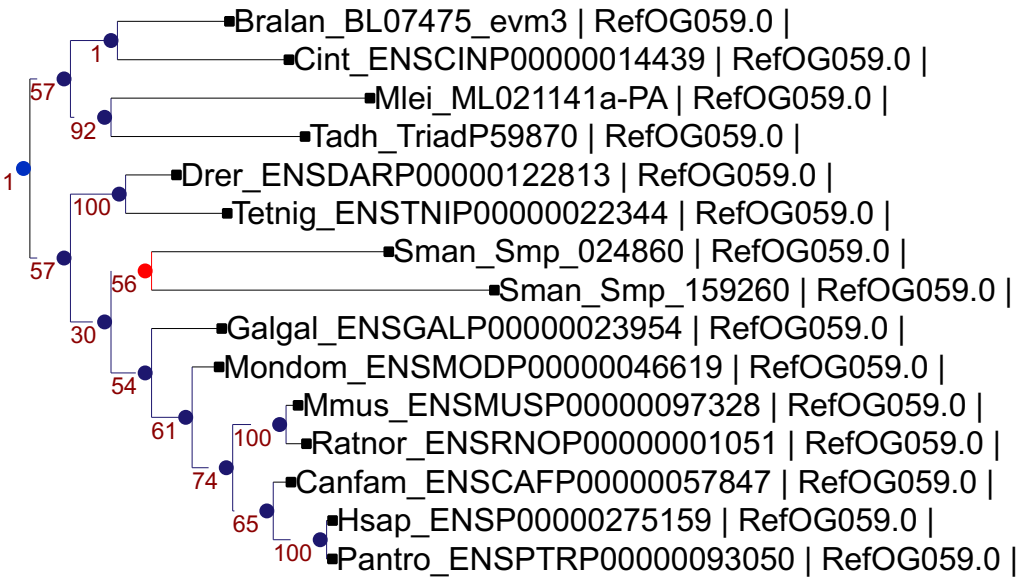 Bralan_BL07475_evm3 | RefOG059.0 |
1
Cint_ENSCINP00000014439 | RefOG059.0 |
57
Mlei_ML021141a-PA | RefOG059.0 |
92
Tadh_TriadP59870 | RefOG059.0 |
1
Drer_ENSDARP00000122813 | RefOG059.0 |
100
Tetnig_ENSTNIP00000022344 | RefOG059.0 |
57
Sman_Smp_024860 | RefOG059.0 |
56
Sman_Smp_159260 | RefOG059.0 |
30
Galgal_ENSGALP00000023954 | RefOG059.0 |
Mondom_ENSMODP00000046619 | RefOG059.0 |
54
Mmus_ENSMUSP00000097328 | RefOG059.0 |
61
100
Ratnor_ENSRNOP00000001051 | RefOG059.0 |
74
Canfam_ENSCAFP00000057847 | RefOG059.0 |
65
Hsap_ENSP00000275159 | RefOG059.0 |
100
Pantro_ENSPTRP00000093050 | RefOG059.0 |